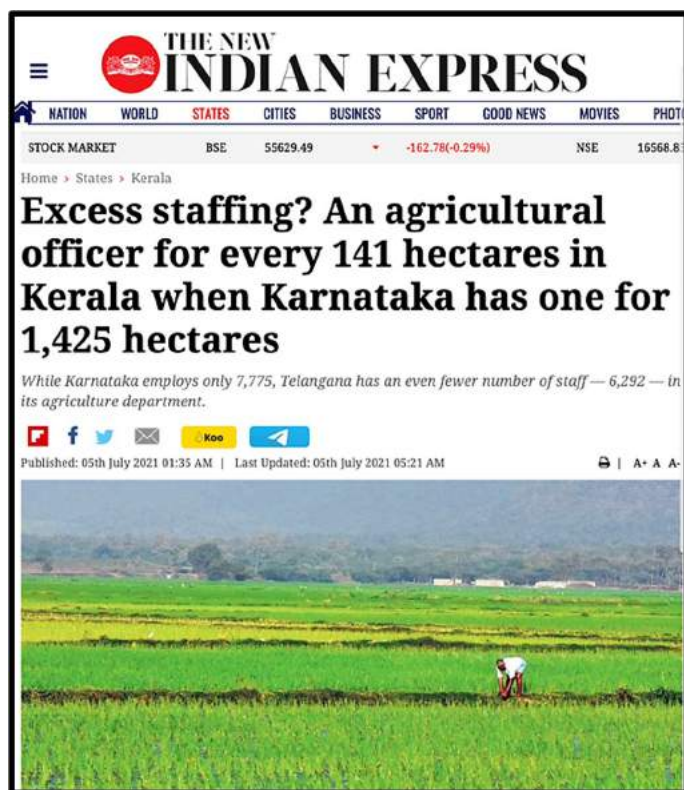 THE NEW
INDIAN EXPRESS
NATION WORLD STATES CITIES BUSINESS SPORT GOOD NEWS MOVIES
STOCK MARKET BSE 55629.49 -162.78(-0.29%) NSE
Home > States > Kerala
Excess staffing? An agricultural
officer for every 141 hectares in
Kerala when Karnataka has one for
1,425 hectares
While Karnataka employs only 7,775, Telangana has an even fewer number of staff — 6,292 — in
its agriculture department.
Koo
Published: 05th July 2021 01:35 AM | Last Updated: 05th July 2021 05:21 AM | A+ A A-